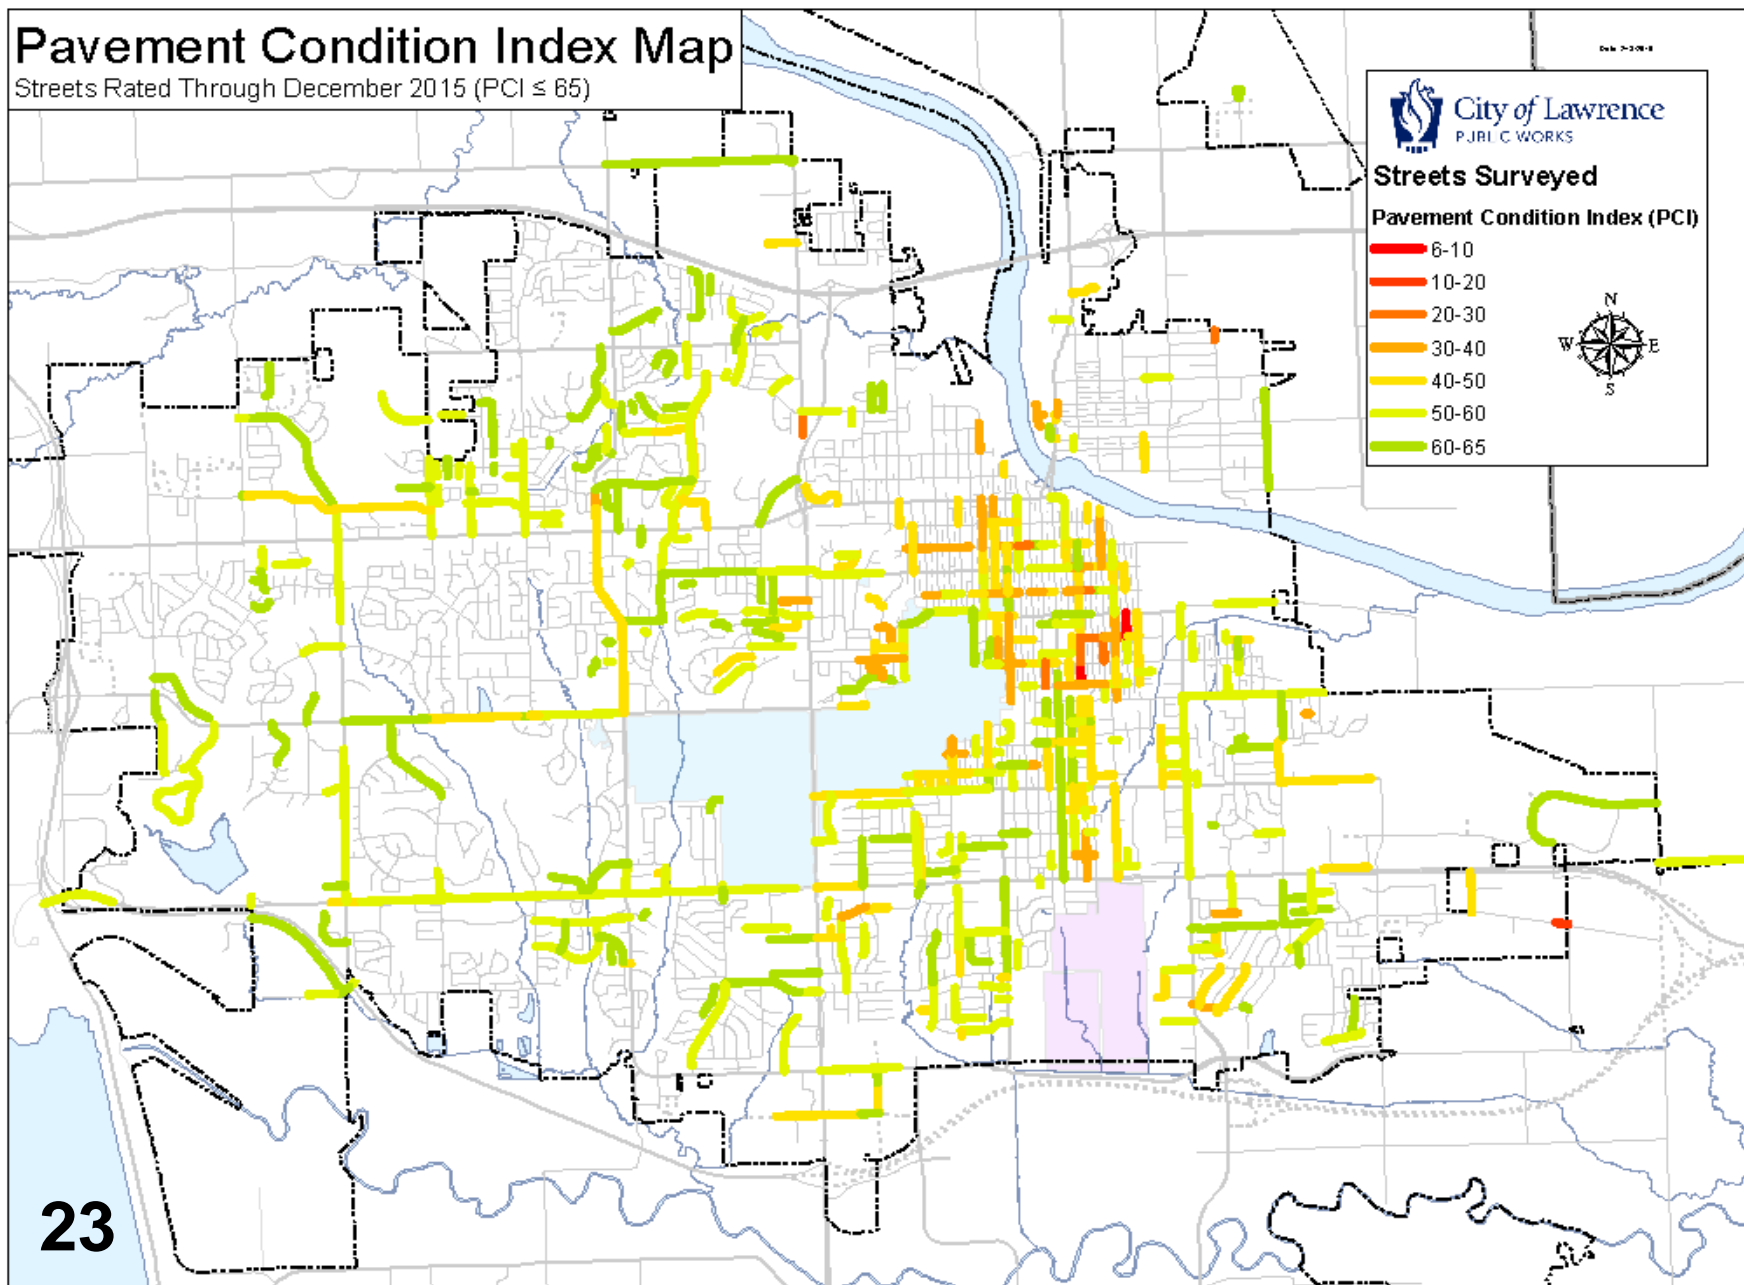 Pavement Condition Index Map
Streets Rated Through December 2015 (PCI ≤ 65)
City of Lawrence
PUBLIC WORKS
Streets Surveyed
Pavement Condition Index (PCI)
6-10
10-20
20-30
30-40
40-50
50-60
60-65
N
W E
S
23